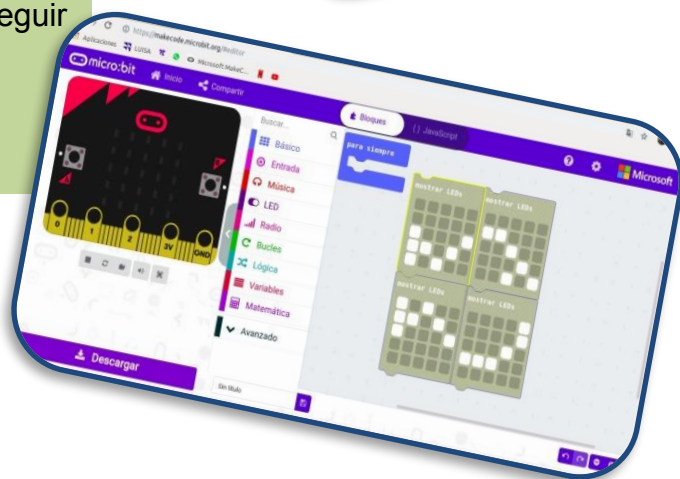 eguir
https://makecode.microbit.org/#editor
Aplicaciones LUISA Microsoft MakeC...
micro:bit Inicio Compartir
Bloques {} JavaScript
Microsoft
Buscar...
Básico
Entrada
Música
LED
Radio
Bucles
Lógica
Variables
Matemática
Avanzado
para siempre
mostrar LEDs
mostrar LEDs
mostrar LEDs
mostrar LEDs
0 1 2 3V GND
Descargar
Sin título